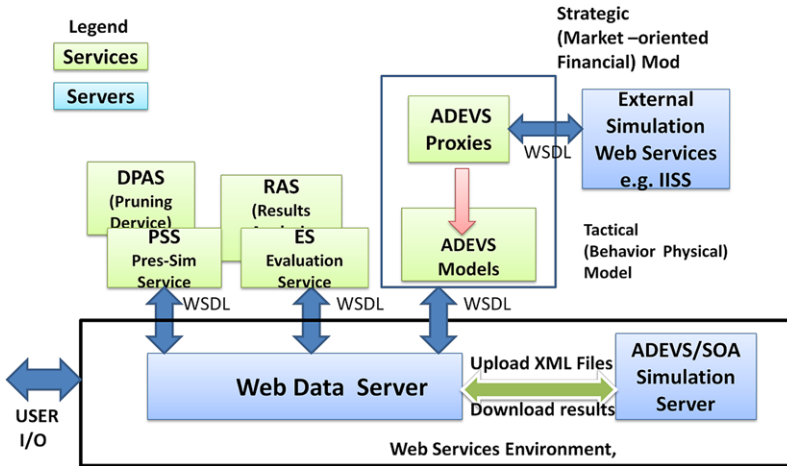 Legend
Services
Servers
Strategic
(Market –oriented
Financial) Mod
ADEVS
Proxies
WSDL
External
Simulation
Web Services
e.g. IISS
DPAS
(Pruning
Dervice)
RAS
(Results
PSS
Pres-Sim
Service
ES
Evaluation
Service
ADEVS
Models
Tactical
(Behavior Physical)
Model
WSDL
WSDL
WSDL
Web Data Server
Upload XML Files
Download results
ADEVS/SOA
Simulation
Server
USER
I/O
Web Services Environment,